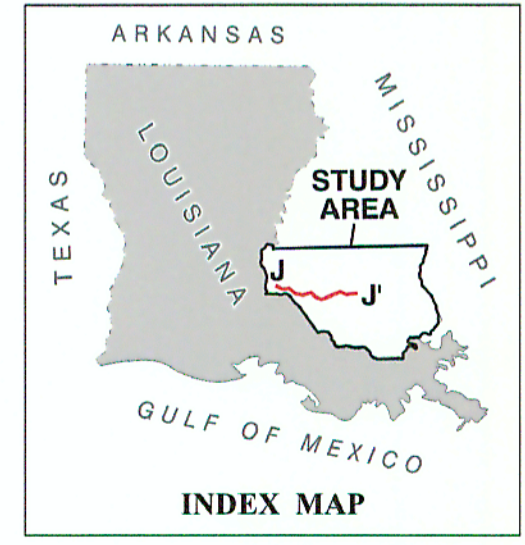 ARKANSAS
MISSISSIPPI
LOUISIANA
TEXAS
STUDY
AREA
J
J'
GULF OF MEXICO
INDEX MAP